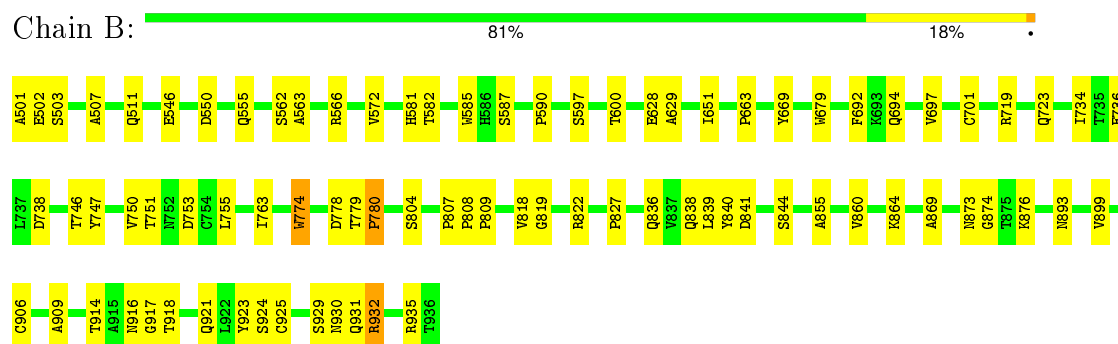 Chain B:
81% 18% •
A501 E502 S503 A507 Q511 E546 D550 Q555 S562 A563 R566 V572 H581 T582 W585 H586 S587 P590 S597 T600 E628 A629 I651 P663 Y669 W679 F692 K693 Q694 V697 C701 R719 Q723 I734 T735
L737 D738 T746 Y747 V750 T751 N752 D753 C754 L755 I763 W774 D778 T779 P780 S804 P807 P808 P809 V818 G819 R822 P827 Q836 V837 Q838 L839 Y840 D841 S844 A855 V860 K864 A869 N873 G874 T875 K876 N893 V899
C906 A909 T914 A915 N916 G917 T918 Q921 L922 Y923 S924 C925 S929 N930 Q931 R932 R935 T936